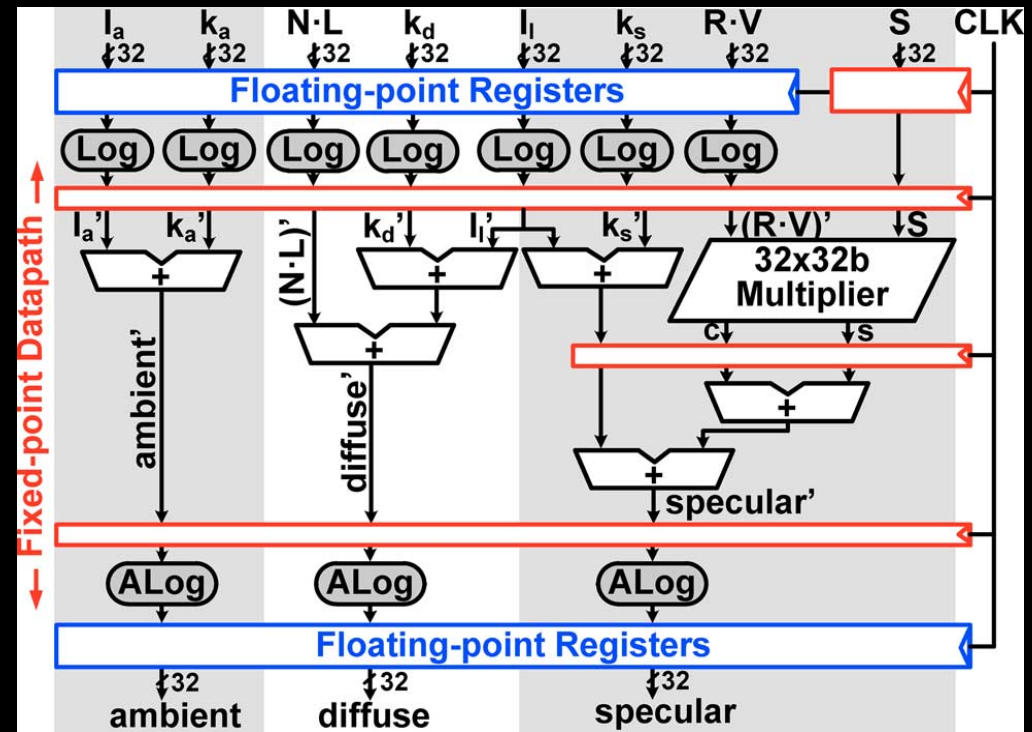 Iₐ kₐ N·L k_d Iₗ kₛ R·V S CLK
32 32 32 32 32 32 32 32
Floating-point Registers
Log Log Log Log Log Log Log
Iₐ’ kₐ’ (N·L)’ k_d’ Iₗ’ kₛ’ (R·V)’ S
+ + + 32x32b
Multiplier
c s
+
+
ambient’ diffuse’
+
specular’
Fixed-point Datapath
ALog ALog ALog
Floating-point Registers
32 32 32
ambient diffuse specular